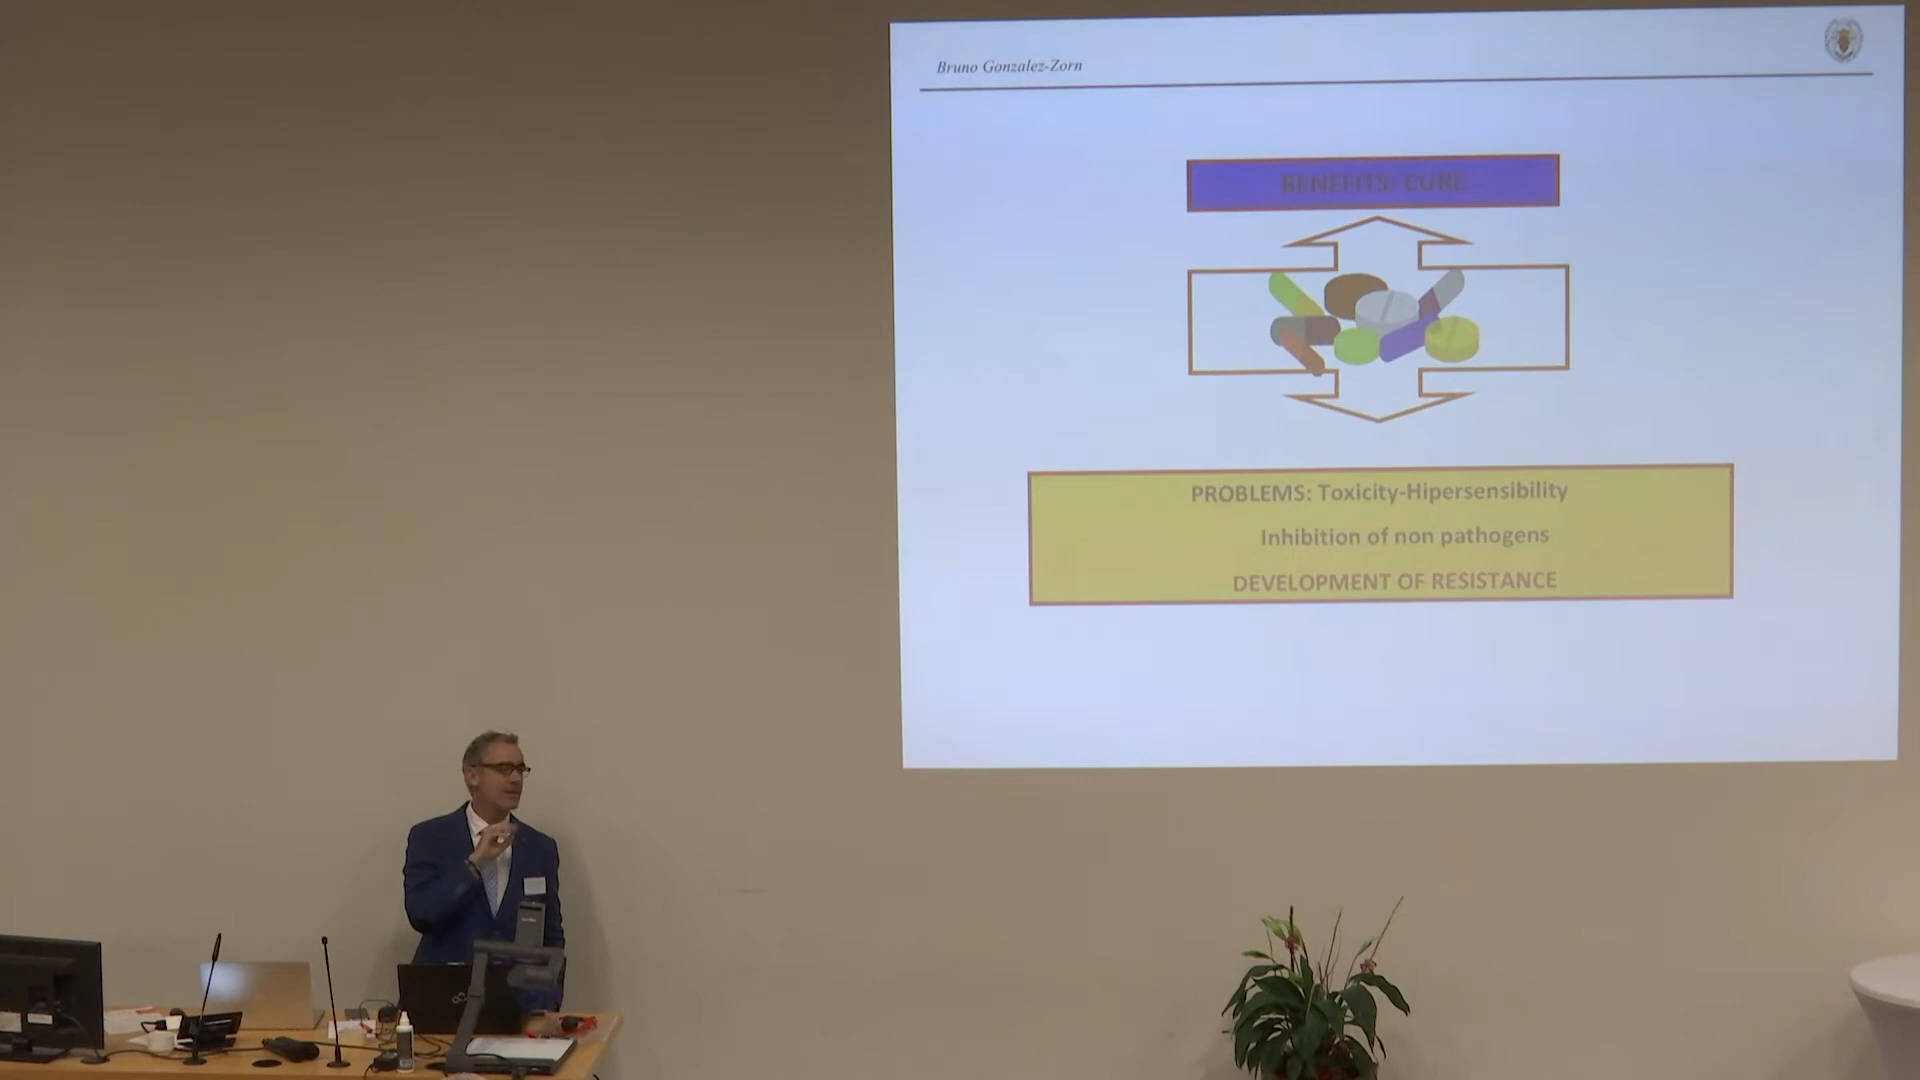 Bruno Gonzalez-Zorn
BENEFITS: CURE
PROBLEMS: Toxicity-Hipersensibility
Inhibition of non pathogens
DEVELOPMENT OF RESISTANCE